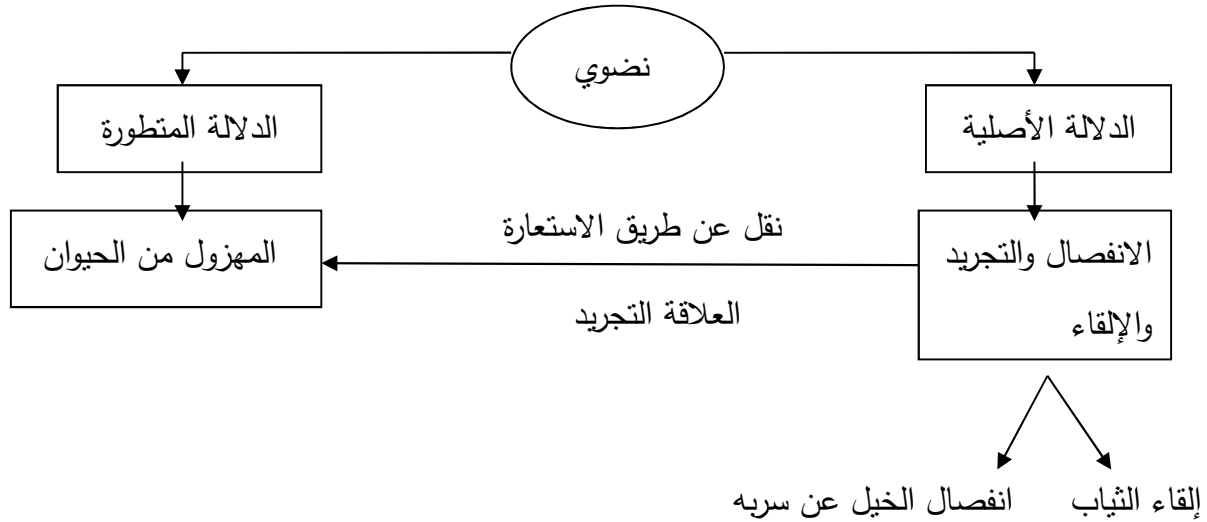 نضوي
الدلالة الأصلية
الدلالة المتطورة
الانفصال والتجريد
والإلقاء
نقل عن طريق الاستعارة
العلاقة التجريد
المهزول من الحيوان
إلقاء الثياب
انفصال الخيل عن سربه